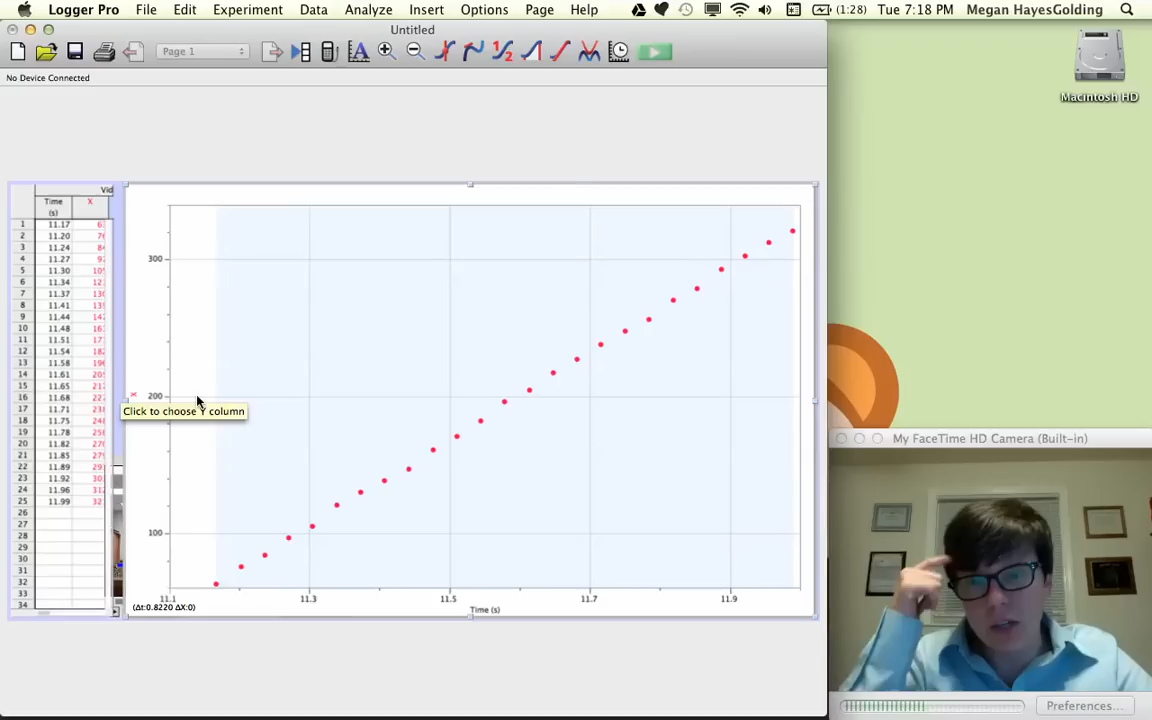 Logger Pro File Edit Experiment Data Analyze Insert Options Page Help (1:28) Tue 7:18 PM Megan HayesGolding
Untitled
Page 1
No Device Connected
Macintosh HD
Vid
Time X
(s)
1 11.17
2 11.20
3 11.24
4 11.27
5 11.30
6 11.34
7 11.37
8 11.41
9 11.44
10 11.48
11 11.51
12 11.54
13 11.58
14 11.61
15 11.65
16 11.68
17 11.71
18 11.75
19 11.78
20 11.82
21 11.85
22 11.89
23 11.92
24 11.96
25 11.99
26
27
28
29
30
31
32
33
34
300
200
100
X
Click to choose Y column
11.1 11.3 11.5 11.7 11.9
(Δt:0.8220 ΔX:0)
Time (s)
My FaceTime HD Camera (Built-in)
Preferences...